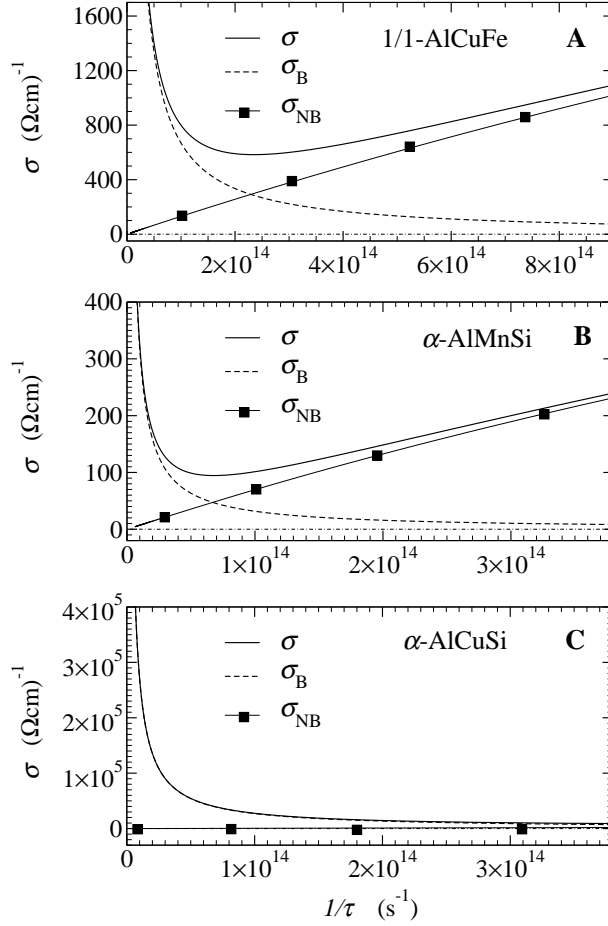 1600
1200
800
400
0
σ (Ωcm)⁻¹
σ
σ_B
σ_NB
1/1-AlCuFe A
0 2×10¹⁴ 4×10¹⁴ 6×10¹⁴ 8×10¹⁴
400
300
200
100
0
σ (Ωcm)⁻¹
σ
σ_B
σ_NB
α-AlMnSi B
0 1×10¹⁴ 2×10¹⁴ 3×10¹⁴
4×10⁵
3×10⁵
2×10⁵
1×10⁵
0
σ (Ωcm)⁻¹
σ
σ_B
σ_NB
α-AlCuSi C
0 1×10¹⁴ 2×10¹⁴ 3×10¹⁴
1/τ (s⁻¹)